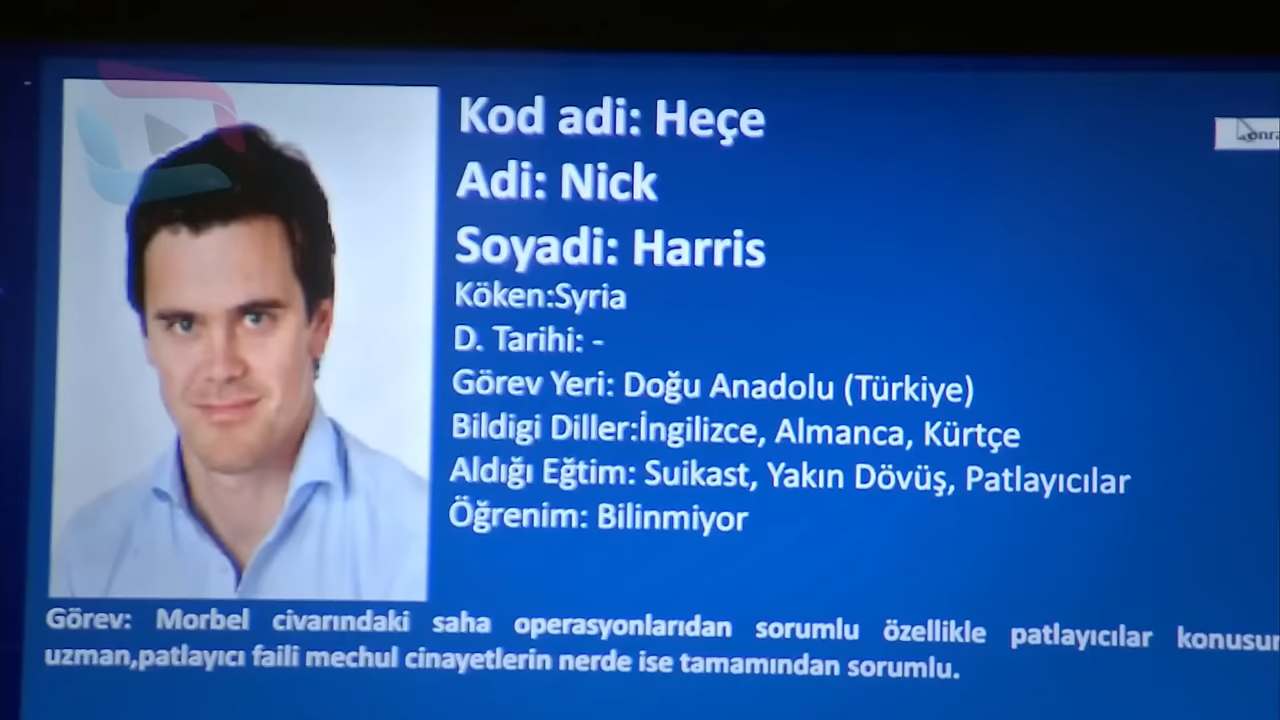 Kod adi: Heçe
Adi: Nick
Soyadi: Harris
Köken:Syria
D. Tarihi: -
Görev Yeri: Doğu Anadolu (Türkiye)
Bildigi Diller:İngilizce, Almanca, Kürtçe
Aldığı Eğtim: Suikast, Yakın Dövüş, Patlayıcılar
Öğrenim: Bilinmiyor
Görev: Morbel civarındaki saha operasyonlarıdan sorumlu özellikle patlayıcılar
uzman,patlayıcı faili mechul cinayetlerin nerde ise tamamından sorumlu.